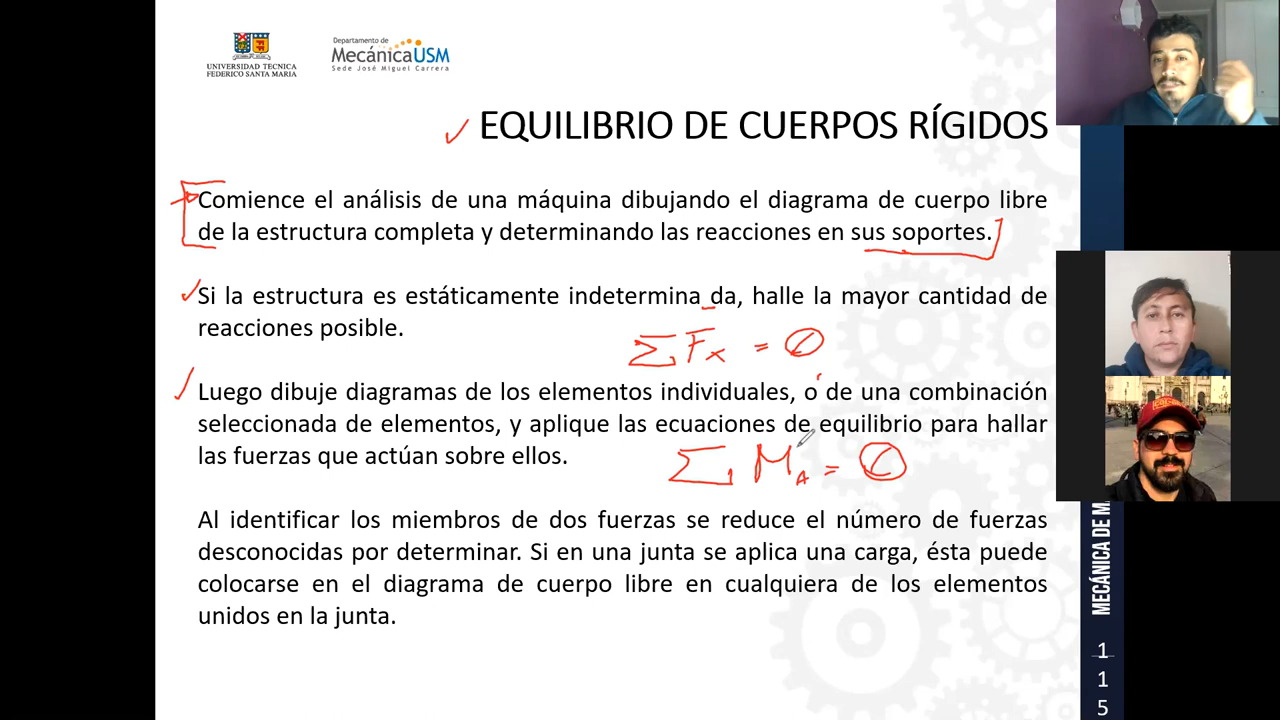 UNIVERSIDAD TECNICA
FEDERICO SANTA MARIA
Departamento de
MecánicaUSM
Sede José Miguel Carrera
EQUILIBRIO DE CUERPOS RÍGIDOS
Comience el análisis de una máquina dibujando el diagrama de cuerpo libre
de la estructura completa y determinando las reacciones en sus soportes.
Si la estructura es estáticamente indetermina da, halle la mayor cantidad de
reacciones posible.
∑ Fx = 0
Luego dibuje diagramas de los elementos individuales, o de una combinación
seleccionada de elementos, y aplique las ecuaciones de equilibrio para hallar
las fuerzas que actúan sobre ellos.
∑ MA = 0
Al identificar los miembros de dos fuerzas se reduce el número de fuerzas
desconocidas por determinar. Si en una junta se aplica una carga, ésta puede
colocarse en el diagrama de cuerpo libre en cualquiera de los elementos
unidos en la junta.
MECÁNICA DE M
1
1
5